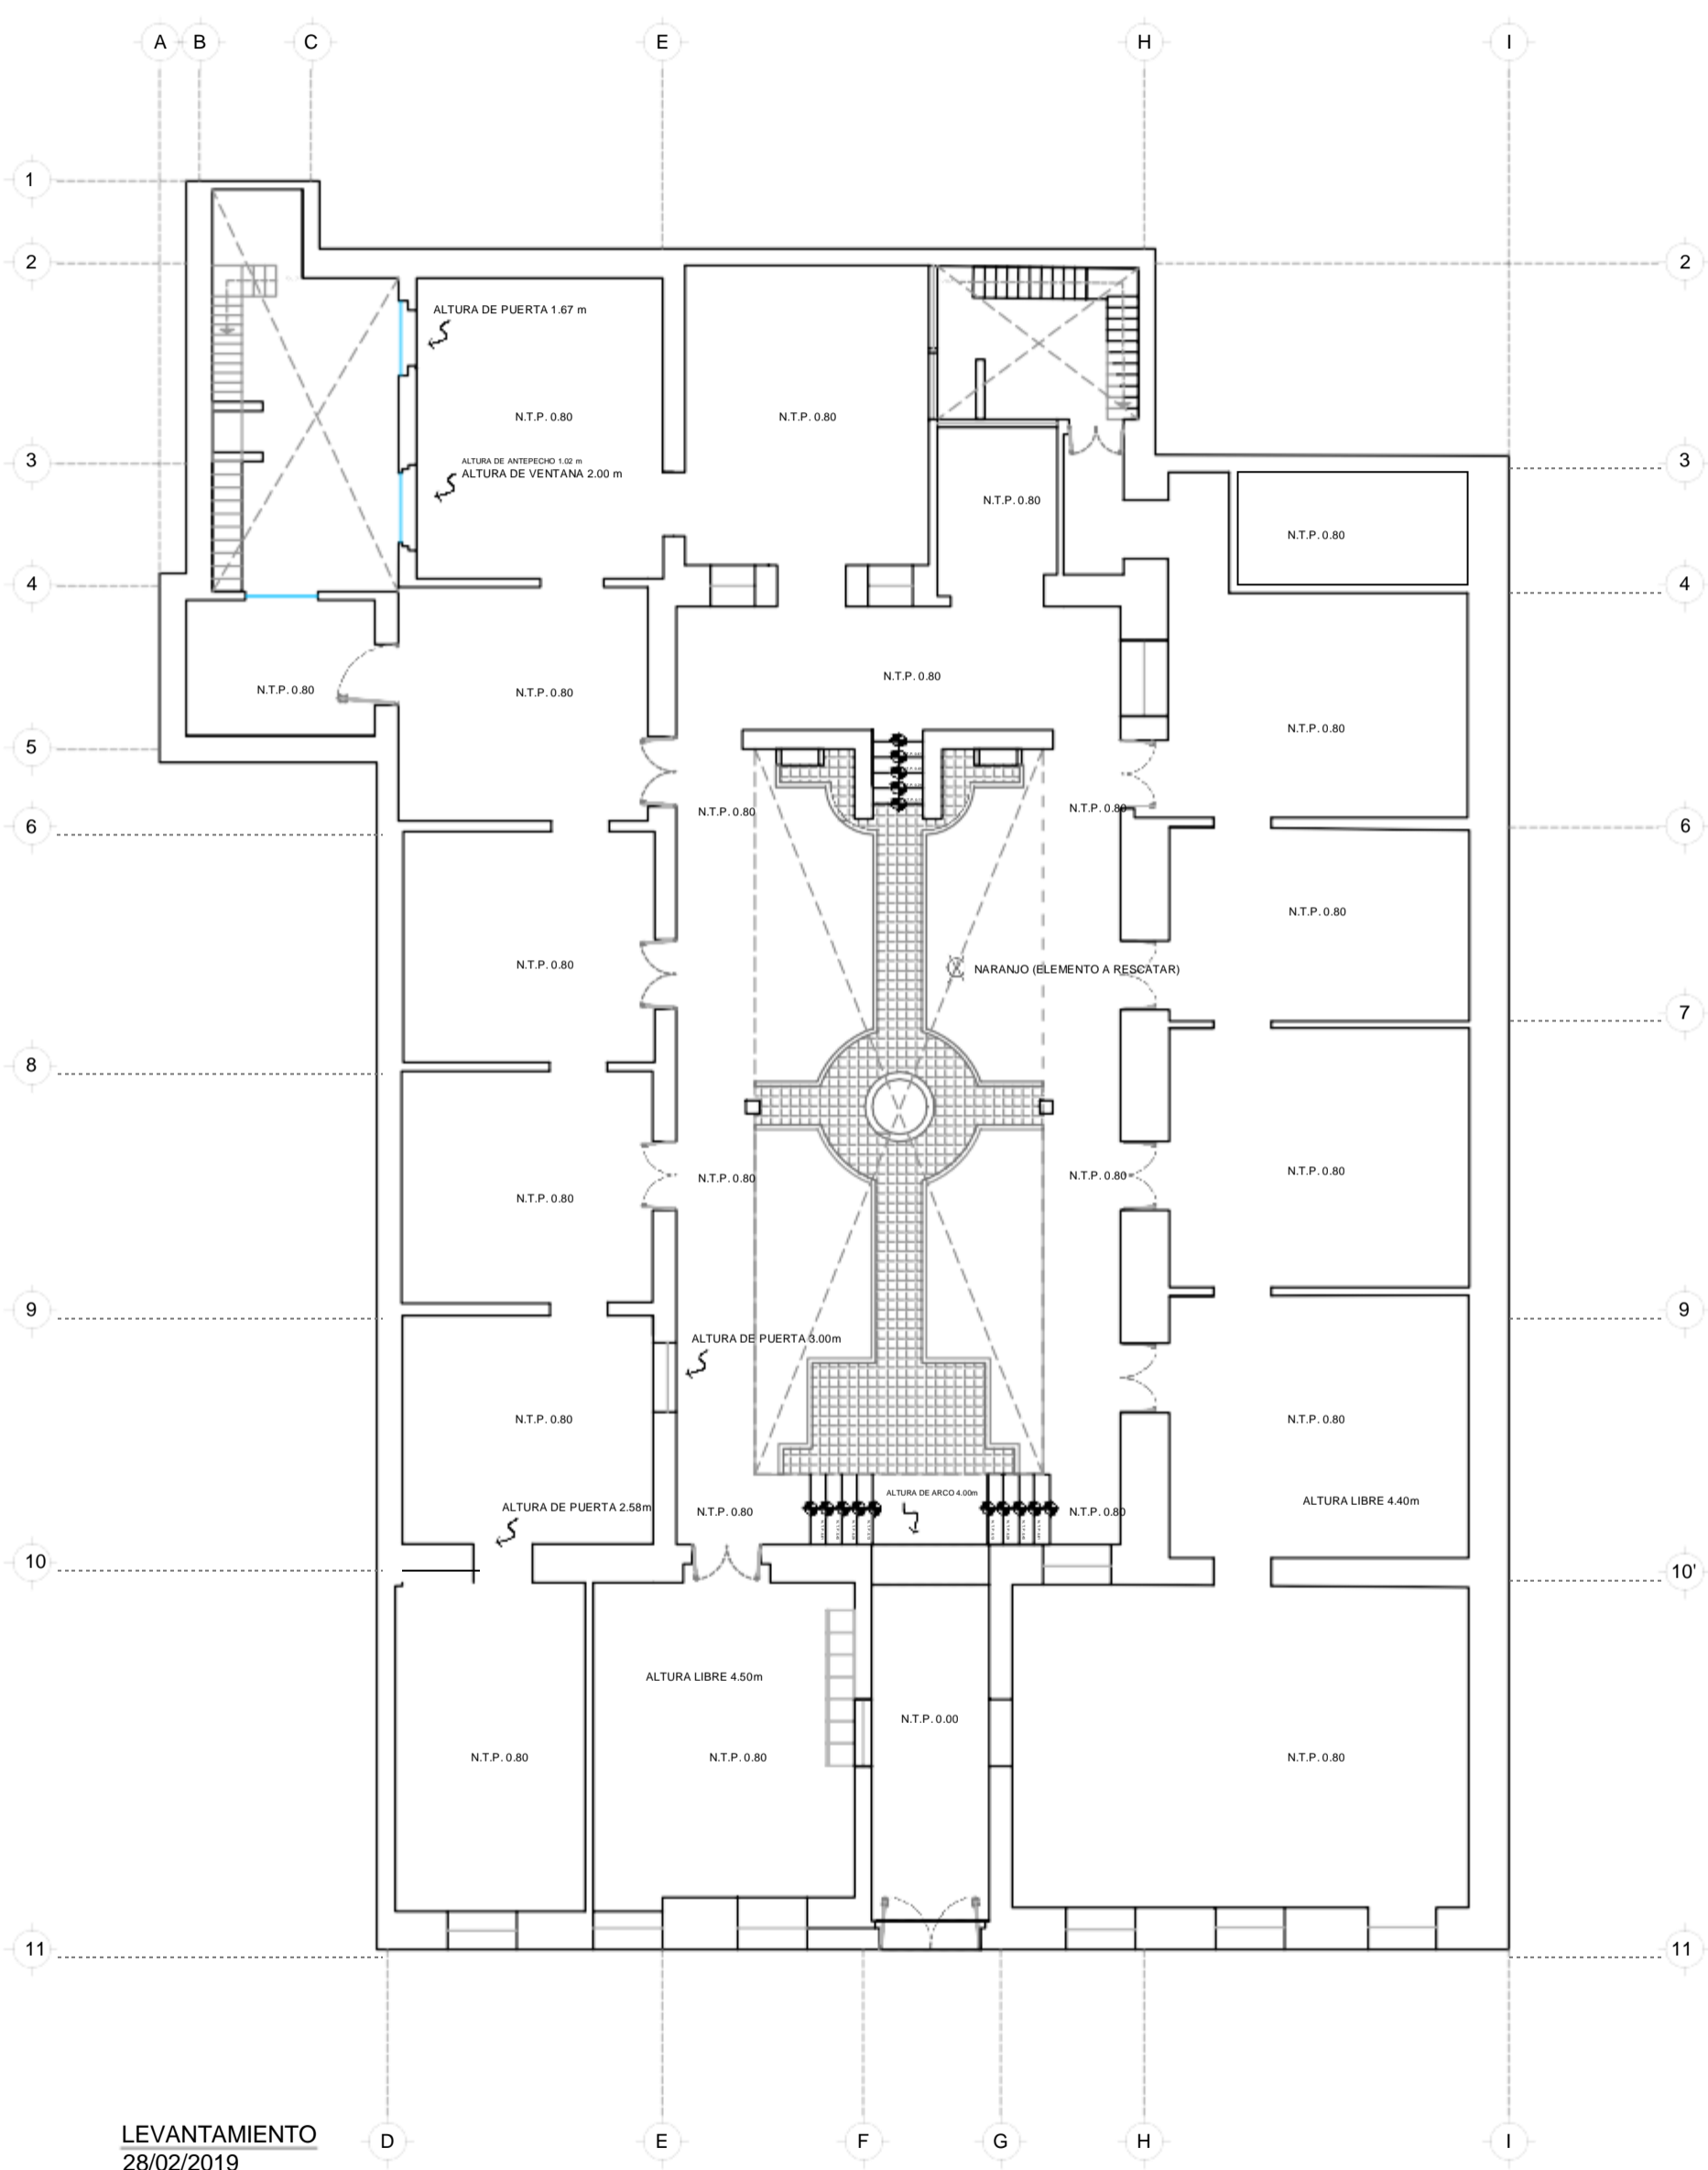 A B C E H I
1
2 2
ALTURA DE PUERTA 1.67 m
N.T.P. 0.80 N.T.P. 0.80
3 3
ALTURA DE ANTEPECHO 1.02 m
ALTURA DE VENTANA 2.00 m
N.T.P. 0.80
N.T.P. 0.80
4 4
N.T.P. 0.80
N.T.P. 0.80 N.T.P. 0.80
N.T.P. 0.80
5
N.T.P. 0.80 N.T.P. 0.80
6 6
N.T.P. 0.80
N.T.P. 0.80
NARANJO (ELEMENTO A RESCATAR)
7
8
N.T.P. 0.80 N.T.P. 0.80 N.T.P. 0.80
N.T.P. 0.80
9 9
ALTURA DE PUERTA 3.00m
N.T.P. 0.80 N.T.P. 0.80
ALTURA DE ARCO 4.00m
ALTURA LIBRE 4.40m
ALTURA DE PUERTA 2.58m
N.T.P. 0.80 N.T.P. 0.80
10 10'
ALTURA LIBRE 4.50m
N.T.P. 0.00
N.T.P. 0.80 N.T.P. 0.80 N.T.P. 0.80
11 11
LEVANTAMIENTO
28/02/2019
D E F G H I